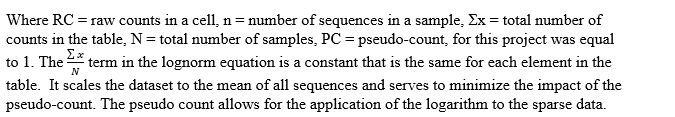 Where RC = raw counts in a cell, n = number of sequences in a sample, Σx = total number of
counts in the table, N = total number of samples, PC = pseudo-count, for this project was equal
to 1. The Σx/N term in the lognorm equation is a constant that is the same for each element in the
table. It scales the dataset to the mean of all sequences and serves to minimize the impact of the
pseudo-count. The pseudo count allows for the application of the logarithm to the sparse data.